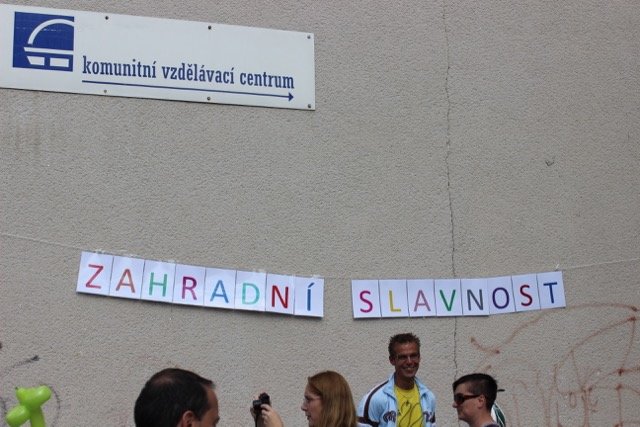 komunitní vzdělávací centrum
ZAHRADNÍ SLAVNOST